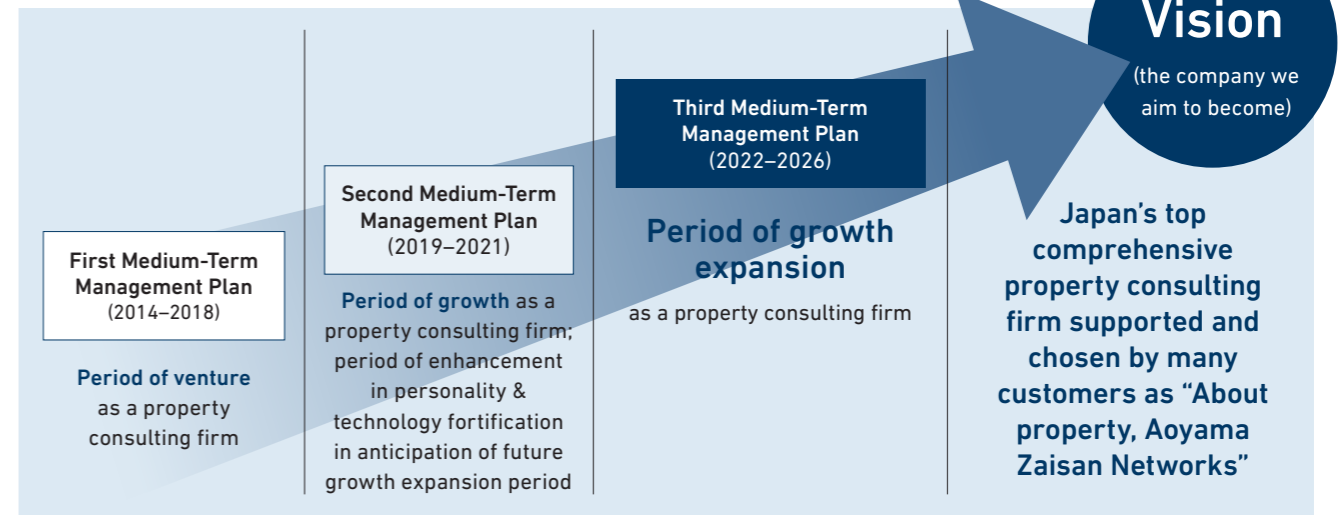 First Medium-Term
Management Plan
(2014–2018)
Period of venture
as a property
consulting firm
Second Medium-Term
Management Plan
(2019–2021)
Period of growth as a
property consulting firm;
period of enhancement
in personality &
technology fortification
in anticipation of future
growth expansion period
Third Medium-Term
Management Plan
(2022–2026)
Period of growth
expansion
as a property consulting firm
Vision
(the company we
aim to become)
Japan's top
comprehensive
property consulting
firm supported and
chosen by many
customers as “About
property, Aoyama
Zaisan Networks”